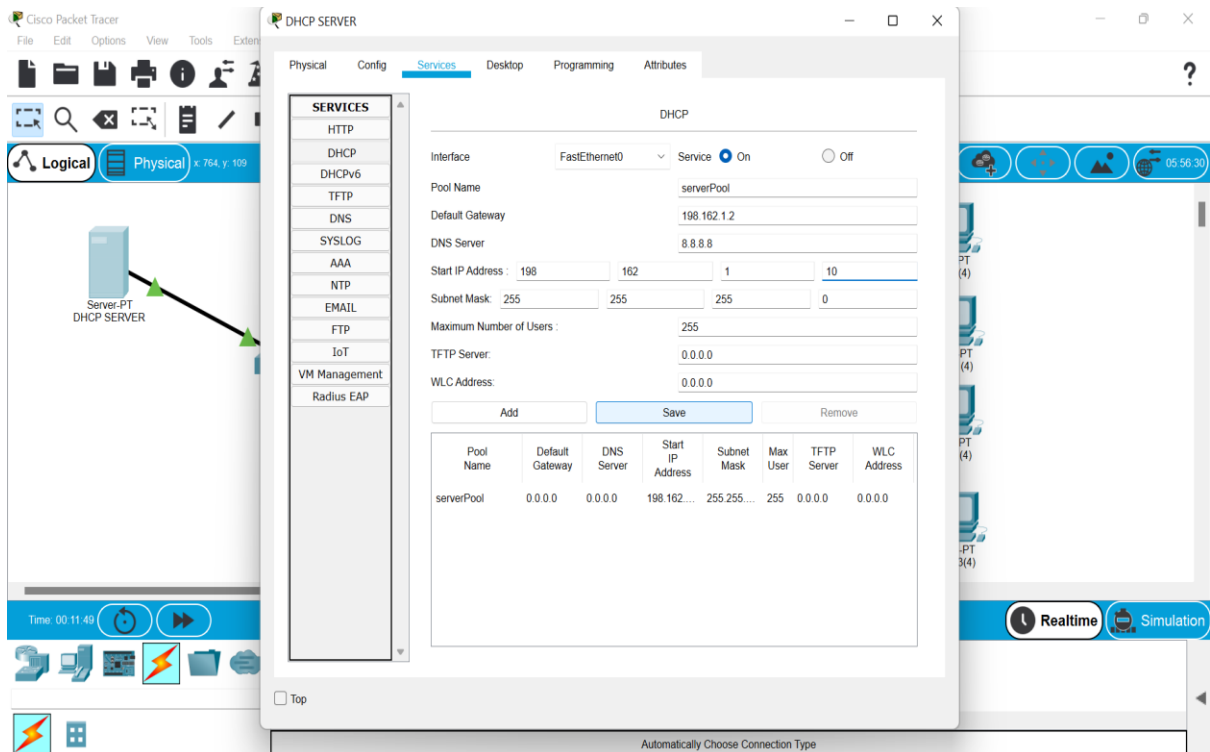 Cisco Packet Tracer
File Edit Options View Tools
?
Logical
Physical x: 764, y: 109
05:56:30
Server-PT
DHCP SERVER
PT
(4)
PT
(4)
PT
(4)
-PT
3(4)
DHCP SERVER
Physical Config Services Desktop Programming Attributes
SERVICES
HTTP
DHCP
DHCPv6
TFTP
DNS
SYSLOG
AAA
NTP
EMAIL
FTP
IoT
VM Management
Radius EAP
DHCP
Interface FastEthernet0 Service On Off
Pool Name serverPool
Default Gateway 198.162.1.2
DNS Server 8.8.8.8
Start IP Address : 198 162 1 10
Subnet Mask: 255 255 255 0
Maximum Number of Users : 255
TFTP Server: 0.0.0.0
WLC Address: 0.0.0.0
Add Save Remove
Pool Name Default Gateway DNS Server Start IP Address Subnet Mask Max User TFTP Server WLC Address
serverPool 0.0.0.0 0.0.0.0 198.162.... 255.255.... 255 0.0.0.0 0.0.0.0
Top
Time: 00:11:49
Realtime Simulation
Automatically Choose Connection Type